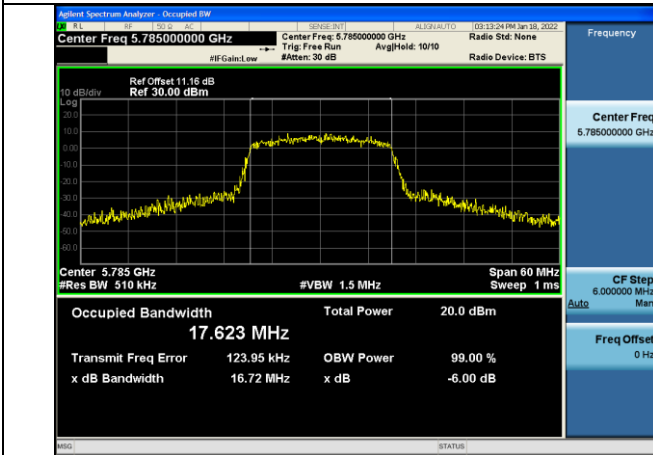 Agilent Spectrum Analyzer - Occupied BW
RL RF 50 Ω AC SENSE:INT ALIGNAUTO 03:13:24 PM Jan 18, 2022
Center Freq 5.785000000 GHz Center Freq: 5.785000000 GHz Radio Std: None Frequency
Trig: Free Run Avg|Hold: 10/10
#IFGain:Low #Atten: 30 dB Radio Device: BTS
Ref Offset 11.16 dB
10 dB/div Ref 30.00 dBm
Log
20.0
10.0
0.00
-10.0
-20.0
-30.0
-40.0
-50.0
-60.0
Center Freq
5.785000000 GHz
Center 5.785 GHz Span 60 MHz
#Res BW 510 kHz #VBW 1.5 MHz Sweep 1 ms
CF Step
6.000000 MHz
Auto Man
Occupied Bandwidth Total Power 20.0 dBm
17.623 MHz
Transmit Freq Error 123.95 kHz OBW Power 99.00 %
x dB Bandwidth 16.72 MHz x dB -6.00 dB
Freq Offset
0 Hz
MSG STATUS